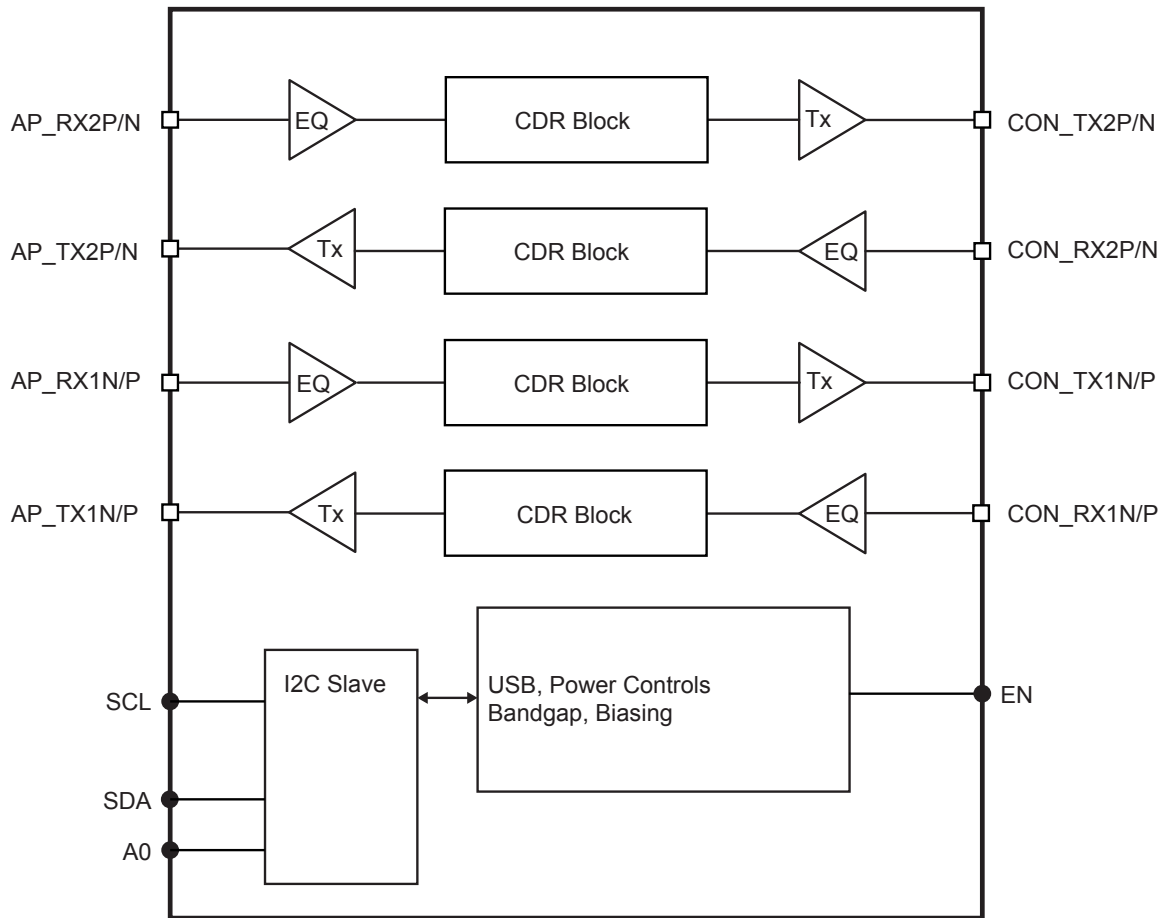 AP_RX2P/N
EQ
CDR Block
Tx
CON_TX2P/N
AP_TX2P/N
Tx
CDR Block
EQ
CON_RX2P/N
AP_RX1N/P
EQ
CDR Block
Tx
CON_TX1N/P
AP_TX1N/P
Tx
CDR Block
EQ
CON_RX1N/P
I2C Slave
USB, Power Controls
Bandgap, Biasing
SCL
EN
SDA
A0